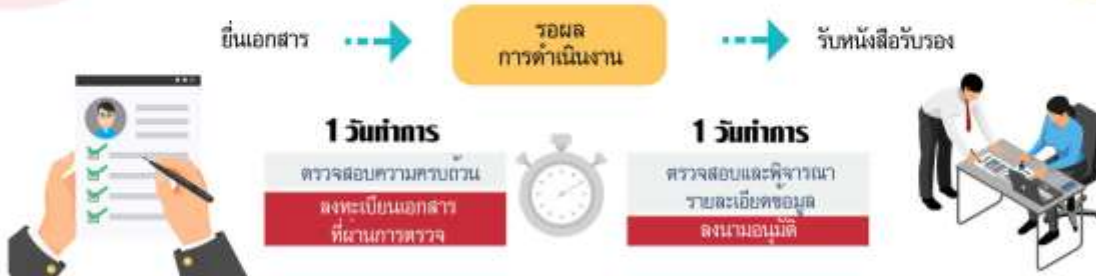 ยื่นเอกสาร
รอผล
การดำเนินงาน
รับหนังสือรับรอง
1 วันทำการ
ตรวจสอบความครบถ้วน
ลงทะเบียนเอกสาร
ที่ผ่านการตรวจ
1 วันทำการ
ตรวจสอบและพิจารณา
รายละเอียดข้อมูล
ลงนามอนุมัติ